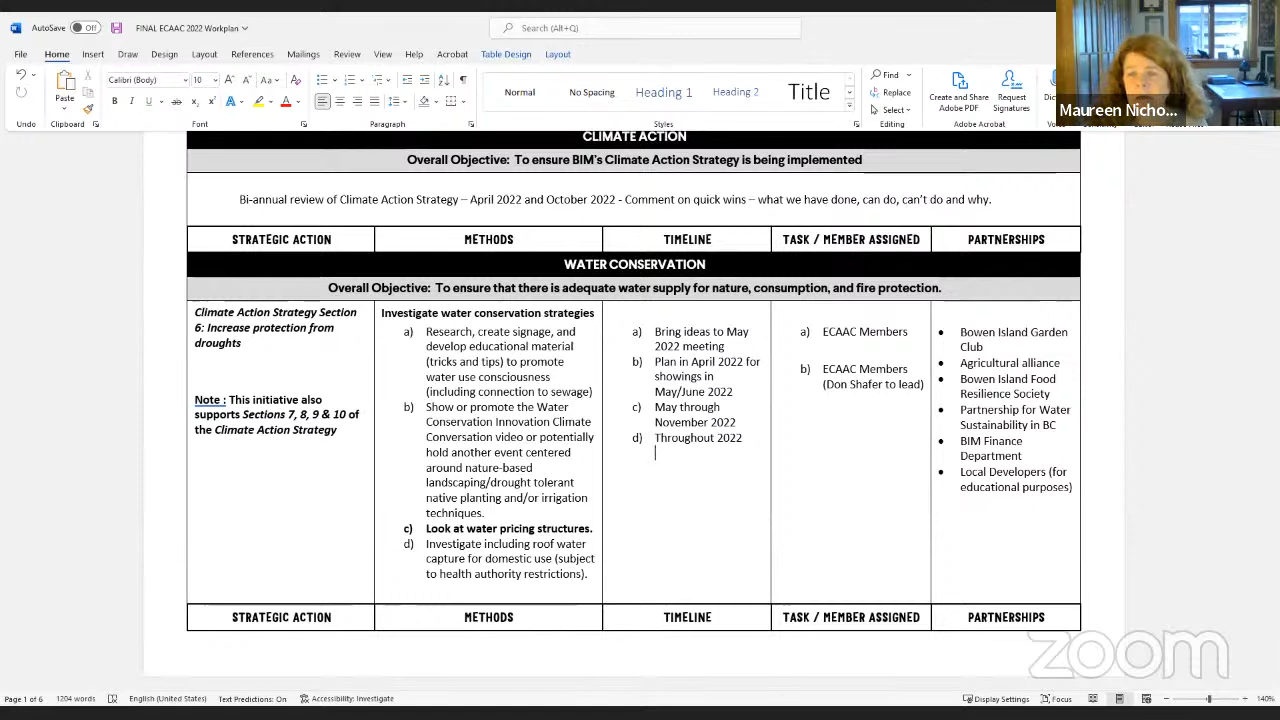 AutoSave Off FINAL ECAAC 2022 Workplan Search (Alt+Q)
File Home Insert Draw Design Layout References Mailings Review View Help Acrobat Table Design Layout
Calibri (Body) 10
Paste
Normal No Spacing Heading 1 Heading 2 Title
Find
Replace
Select
Create and Share Adobe PDF
Request Signatures
Undo Clipboard Font Paragraph Styles Editing Adobe Acrobat
Maureen Nicho...
CLIMATE ACTION
Overall Objective: To ensure BIM's Climate Action Strategy is being implemented
Bi-annual review of Climate Action Strategy – April 2022 and October 2022 - Comment on quick wins – what we have done, can do, can't do and why.
STRATEGIC ACTION METHODS TIMELINE TASK / MEMBER ASSIGNED PARTNERSHIPS
WATER CONSERVATION
Overall Objective: To ensure that there is adequate water supply for nature, consumption, and fire protection.
Climate Action Strategy Section
6: Increase protection from
droughts
Note : This initiative also
supports Sections 7, 8, 9 & 10 of
the Climate Action Strategy
Investigate water conservation strategies
a) Research, create signage, and
develop educational material
(tricks and tips) to promote
water use consciousness
(including connection to sewage)
b) Show or promote the Water
Conservation Innovation Climate
Conversation video or potentially
hold another event centered
around nature-based
landscaping/drought tolerant
native planting and/or irrigation
techniques.
c) Look at water pricing structures.
d) Investigate including roof water
capture for domestic use (subject
to health authority restrictions).
a) Bring ideas to May
2022 meeting
b) Plan in April 2022 for
showings in
May/June 2022
c) May through
November 2022
d) Throughout 2022
a) ECAAC Members
b) ECAAC Members
(Don Shafer to lead)
• Bowen Island Garden
Club
• Agricultural alliance
• Bowen Island Food
Resilience Society
• Partnership for Water
Sustainability in BC
• BIM Finance
Department
• Local Developers (for
educational purposes)
STRATEGIC ACTION METHODS TIMELINE TASK / MEMBER ASSIGNED PARTNERSHIPS
zoom
Page 1 of 6 1204 words English (United States) Text Predictions: On Accessibility: Investigate Display Settings Focus 140%